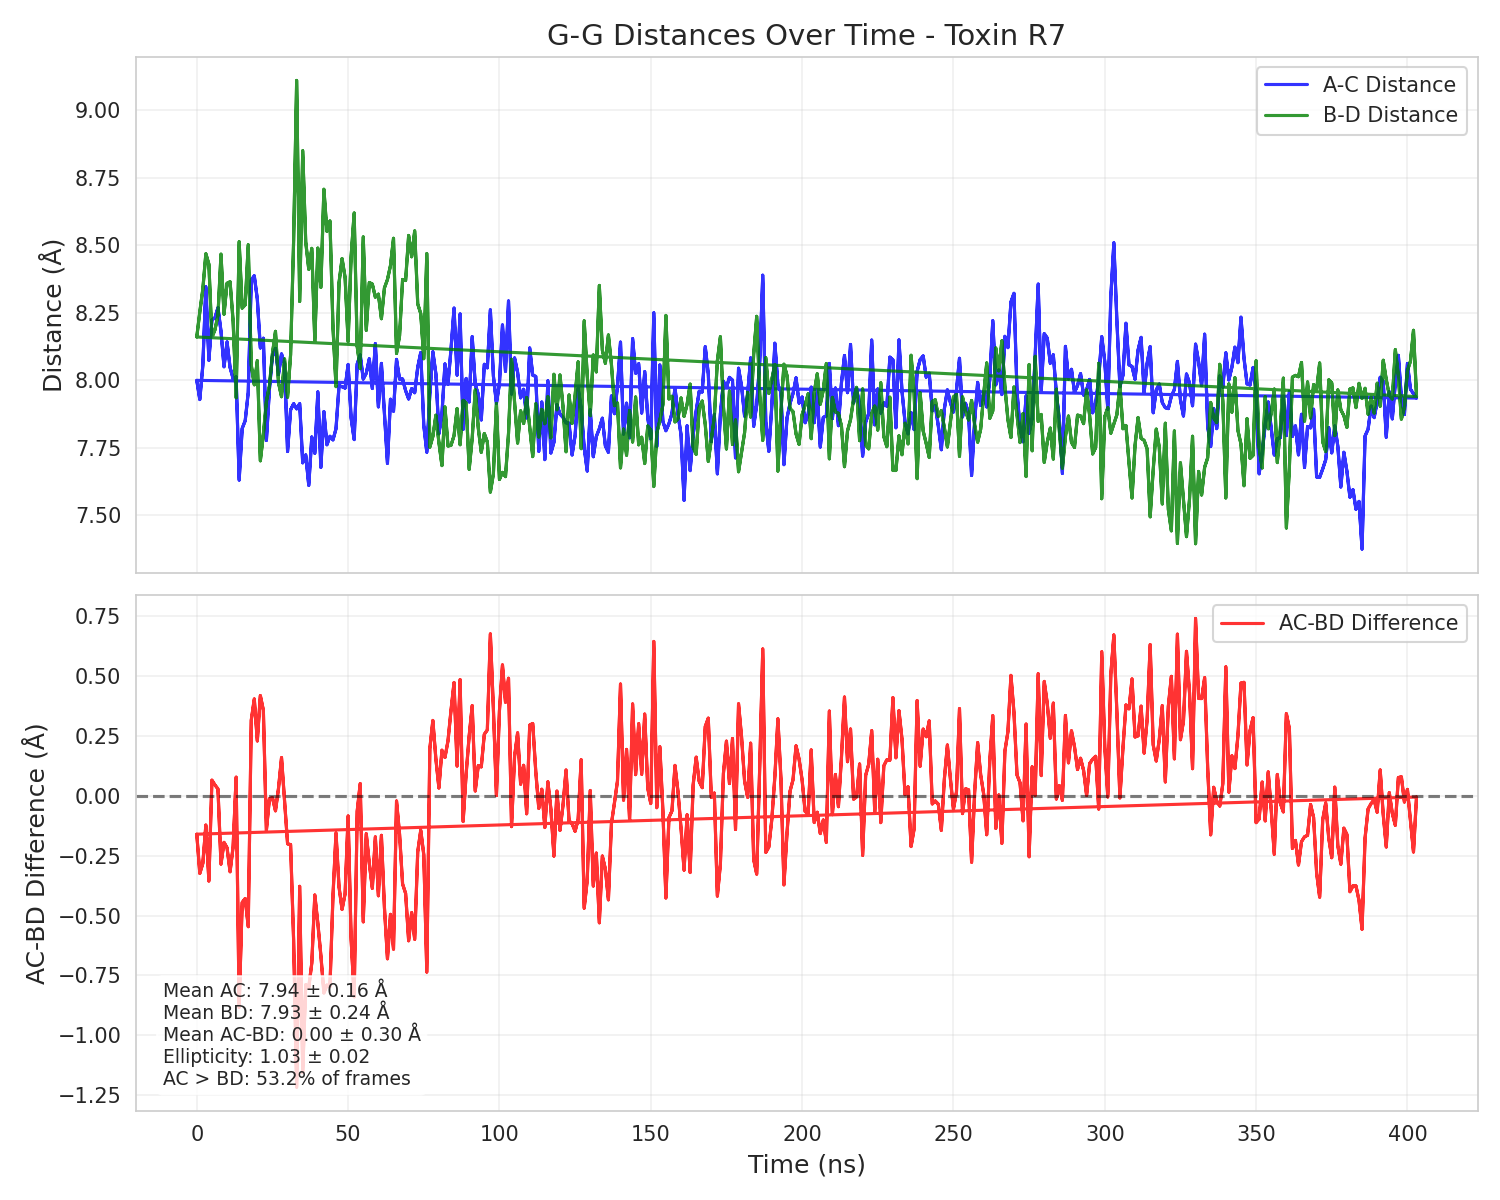 G-G Distances Over Time - Toxin R7
A-C Distance
B-D Distance
Distance (Å)
9.00
8.75
8.50
8.25
8.00
7.75
7.50
AC-BD Difference
AC-BD Difference (Å)
0.75
0.50
0.25
0.00
−0.25
−0.50
−0.75
−1.00
−1.25
Mean AC: 7.94 ± 0.16 Å
Mean BD: 7.93 ± 0.24 Å
Mean AC-BD: 0.00 ± 0.30 Å
Ellipticity: 1.03 ± 0.02
AC > BD: 53.2% of frames
0 50 100 150 200 250 300 350 400
Time (ns)